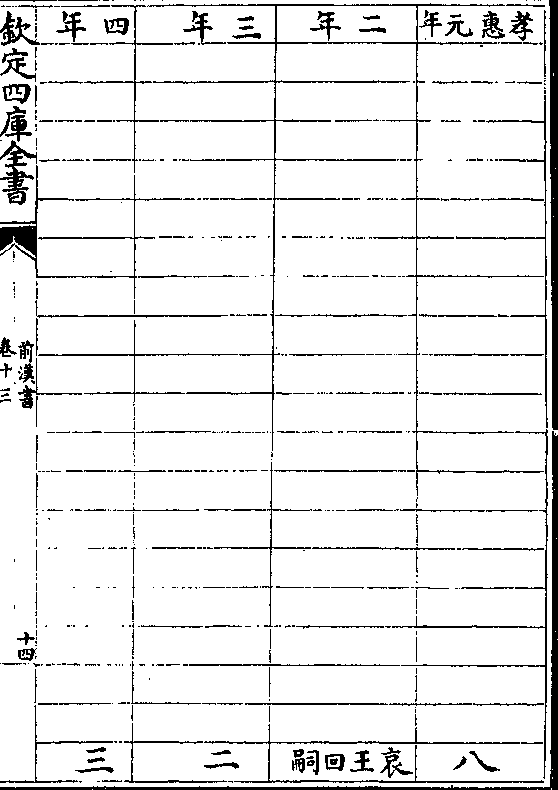 孝惠元年
八
二年
哀王回嗣
三年
二
四年
三
欽定四庫全書
前漢書
卷十三
十四